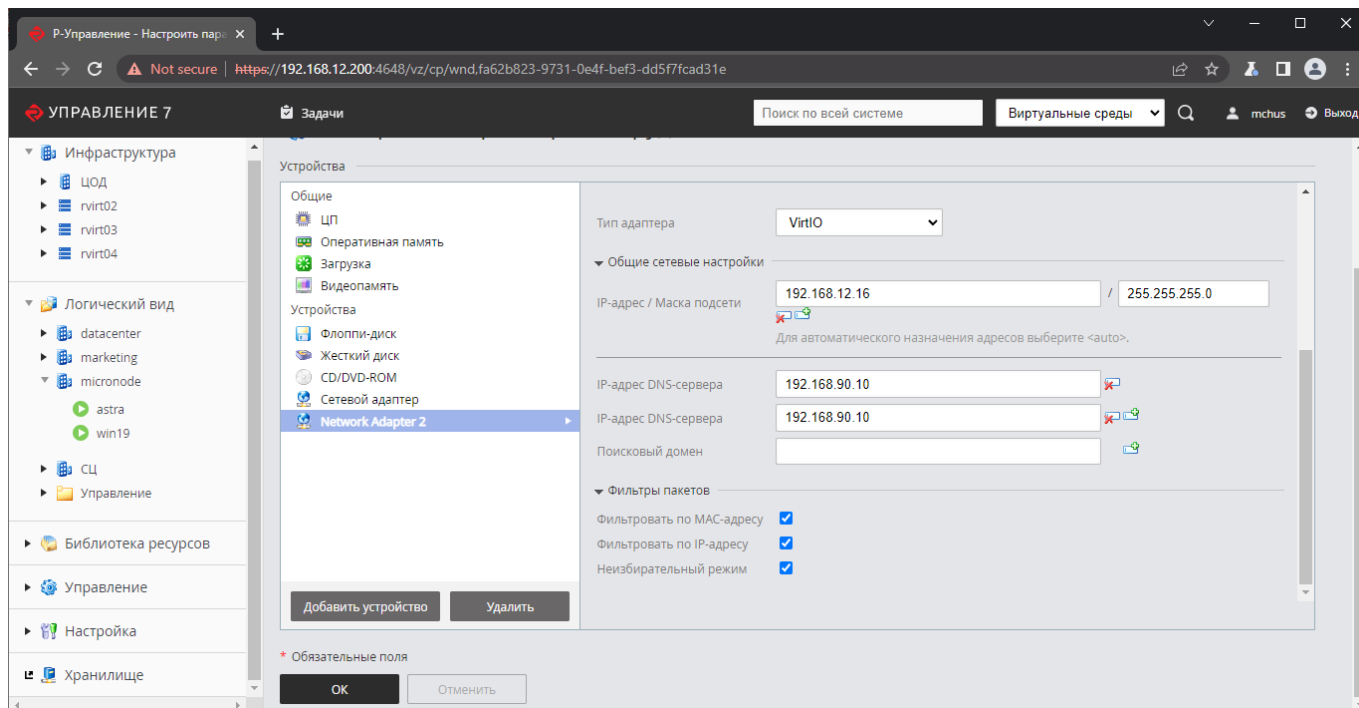 Р-Управление - Настроить пара
Not secure | https://192.168.12.200:4648/vz/cp/wnd,fa62b823-9731-0e4f-bef3-dd5f7fcad31e
УПРАВЛЕНИЕ 7
Задачи
Поиск по всей системе
Виртуальные среды
mchus
Выход
Инфраструктура
ЦОД
rvirt02
rvirt03
rvirt04
Логический вид
datacenter
marketing
micronode
astra
win19
СЦ
Управление
Библиотека ресурсов
Управление
Настройка
Хранилище
Устройства
Общие
ЦП
Оперативная память
Загрузка
Видеопамять
Устройства
Флоппи-диск
Жесткий диск
CD/DVD-ROM
Сетевой адаптер
Network Adapter 2
Добавить устройство
Удалить
Тип адаптера VirtIO
Общие сетевые настройки
IP-адрес / Маска подсети 192.168.12.16 / 255.255.255.0
Для автоматического назначения адресов выберите <auto>.
IP-адрес DNS-сервера 192.168.90.10
IP-адрес DNS-сервера 192.168.90.10
Поисковый домен
Фильтры пакетов
Фильтровать по MAC-адресу
Фильтровать по IP-адресу
Неизбирательный режим
* Обязательные поля
ОК
Отменить